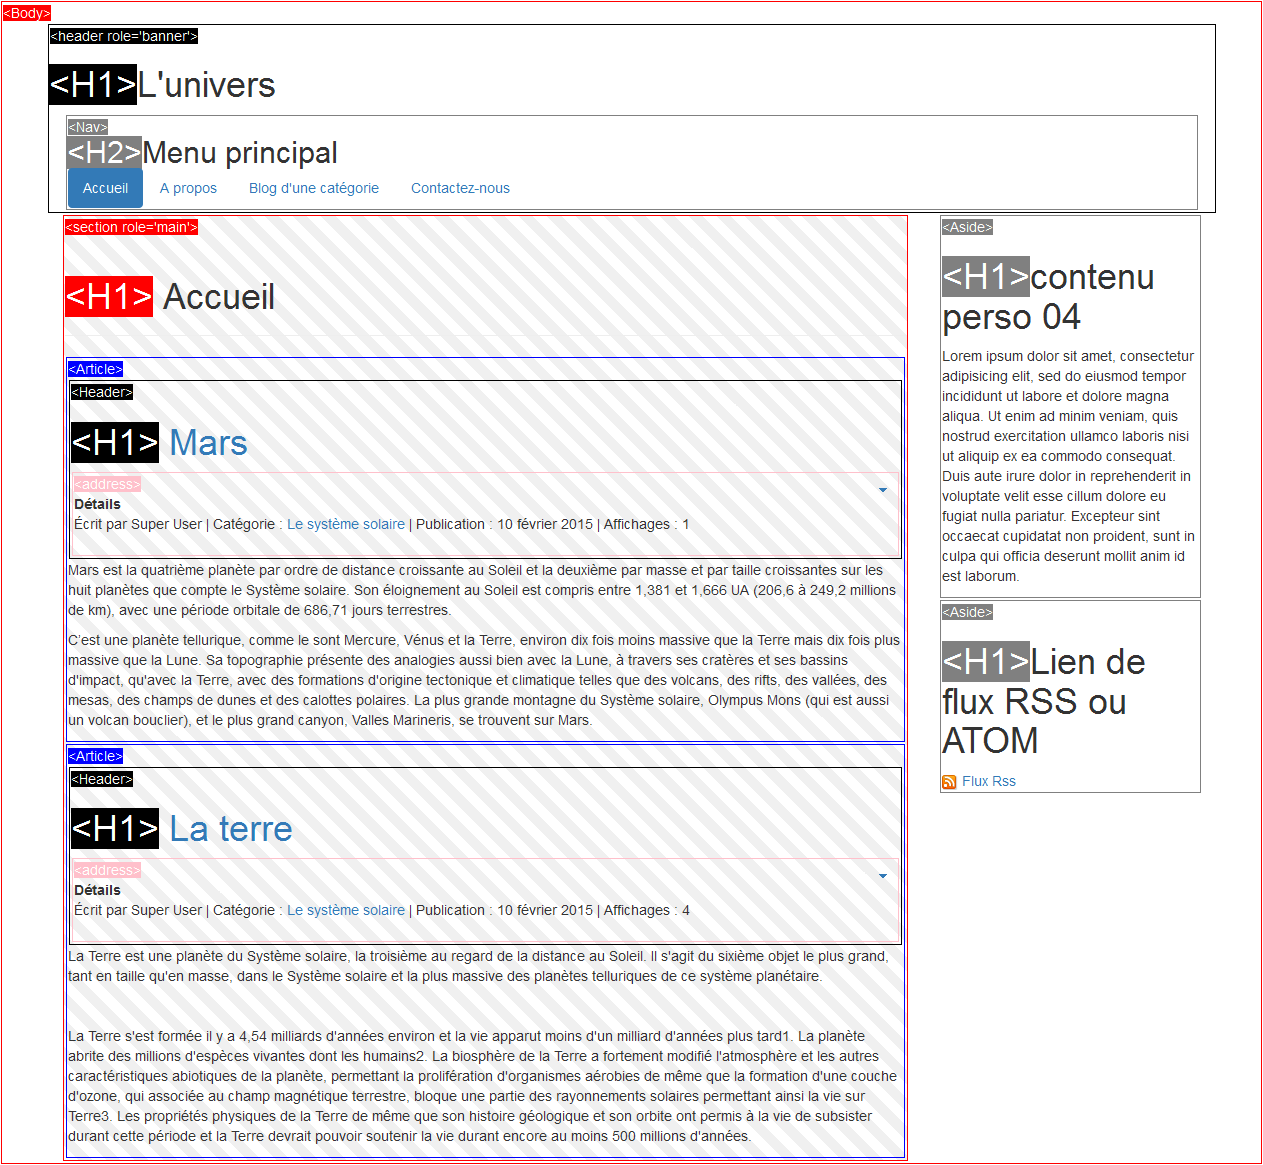 <Body>
<header role='banner'>
<H1>L'univers
<Nav>
<H2>Menu principal
Accueil A propos Blog d'une catégorie Contactez-nous
<section role='main'>
<H1> Accueil
<Article>
<Header>
<H1> Mars
<address>
Détails
Écrit par Super User | Catégorie : Le système solaire | Publication : 10 février 2015 | Affichages : 1
Mars est la quatrième planète par ordre de distance croissante au Soleil et la deuxième par masse et par taille croissantes sur les
huit planètes que compte le Système solaire. Son éloignement au Soleil est compris entre 1,381 et 1,666 UA (206,6 à 249,2 millions
de km), avec une période orbitale de 686,71 jours terrestres.
C'est une planète tellurique, comme le sont Mercure, Vénus et la Terre, environ dix fois moins massive que la Terre mais dix fois plus
massive que la Lune. Sa topographie présente des analogies aussi bien avec la Lune, à travers ses cratères et ses bassins
d'impact, qu'avec la Terre, avec des formations d'origine tectonique et climatique telles que des volcans, des rifts, des vallées, des
mesas, des champs de dunes et des calottes polaires. La plus grande montagne du Système solaire, Olympus Mons (qui est aussi
un volcan bouclier), et le plus grand canyon, Valles Marineris, se trouvent sur Mars.
<Article>
<Header>
<H1> La terre
<address>
Détails
Écrit par Super User | Catégorie : Le système solaire | Publication : 10 février 2015 | Affichages : 4
La Terre est une planète du Système solaire, la troisième au regard de la distance au Soleil. Il s'agit du sixième objet le plus grand,
tant en taille qu'en masse, dans le Système solaire et la plus massive des planètes telluriques de ce système planétaire.
La Terre s'est formée il y a 4,54 milliards d'années environ et la vie apparut moins d'un milliard d'années plus tard1. La planète
abrite des millions d'espèces vivantes dont les humains2. La biosphère de la Terre a fortement modifié l'atmosphère et les autres
caractéristiques abiotiques de la planète, permettant la prolifération d'organismes aérobies de même que la formation d'une couche
d'ozone, qui associée au champ magnétique terrestre, bloque une partie des rayonnements solaires permettant ainsi la vie sur
Terre3. Les propriétés physiques de la Terre de même que son histoire géologique et son orbite ont permis à la vie de subsister
durant cette période et la Terre devrait pouvoir soutenir la vie durant encore au moins 500 millions d'années.
<Aside>
<H1>contenu
perso 04
Lorem ipsum dolor sit amet, consectetur
adipisicing elit, sed do eiusmod tempor
incididunt ut labore et dolore magna
aliqua. Ut enim ad minim veniam, quis
nostrud exercitation ullamco laboris nisi
ut aliquip ex ea commodo consequat.
Duis aute irure dolor in reprehenderit in
voluptate velit esse cillum dolore eu
fugiat nulla pariatur. Excepteur sint
occaecat cupidatat non proident, sunt in
culpa qui officia deserunt mollit anim id
est laborum.
<Aside>
<H1>Lien de
flux RSS ou
ATOM
Flux Rss